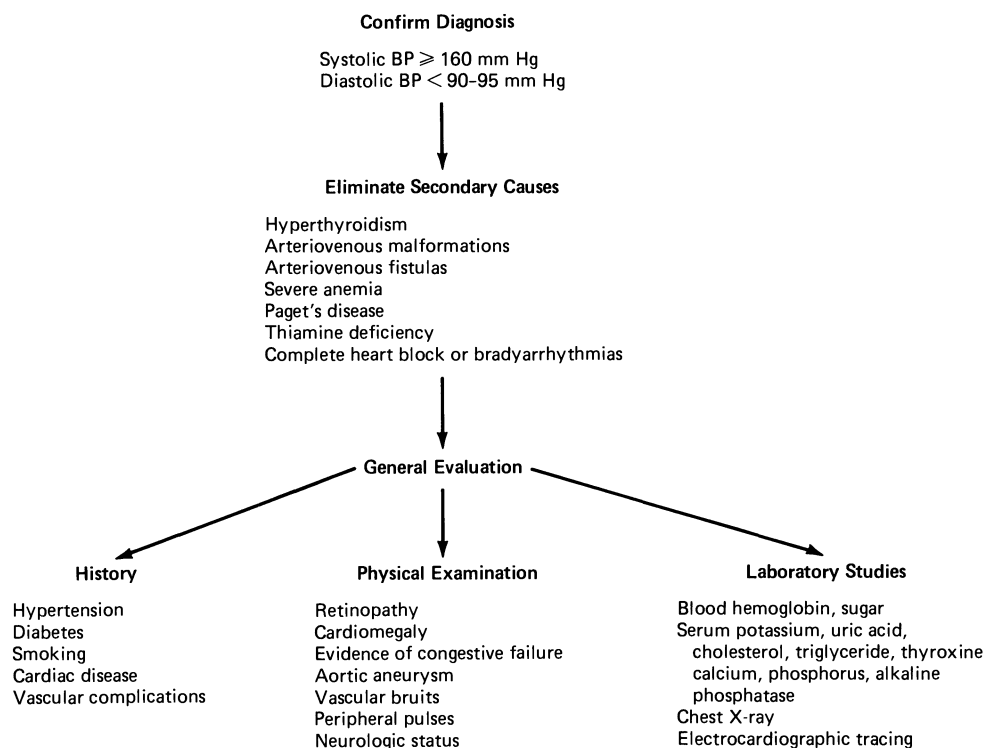 Confirm Diagnosis
Systolic BP ⩾ 160 mm Hg
Diastolic BP < 90–95 mm Hg
Eliminate Secondary Causes
Hyperthyroidism
Arteriovenous malformations
Arteriovenous fistulas
Severe anemia
Paget's disease
Thiamine deficiency
Complete heart block or bradyarrhythmias
General Evaluation
History
Hypertension
Diabetes
Smoking
Cardiac disease
Vascular complications
Physical Examination
Retinopathy
Cardiomegaly
Evidence of congestive failure
Aortic aneurysm
Vascular bruits
Peripheral pulses
Neurologic status
Laboratory Studies
Blood hemoglobin, sugar
Serum potassium, uric acid,
cholesterol, triglyceride, thyroxine
calcium, phosphorus, alkaline
phosphatase
Chest X-ray
Electrocardiographic tracing